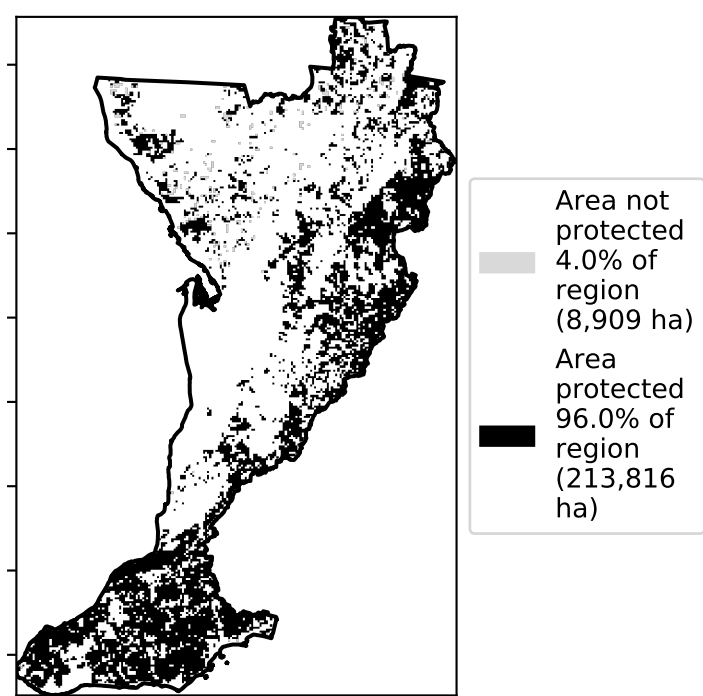 Area not
protected
4.0% of
region
(8,909 ha)
Area
protected
96.0% of
region
(213,816
ha)